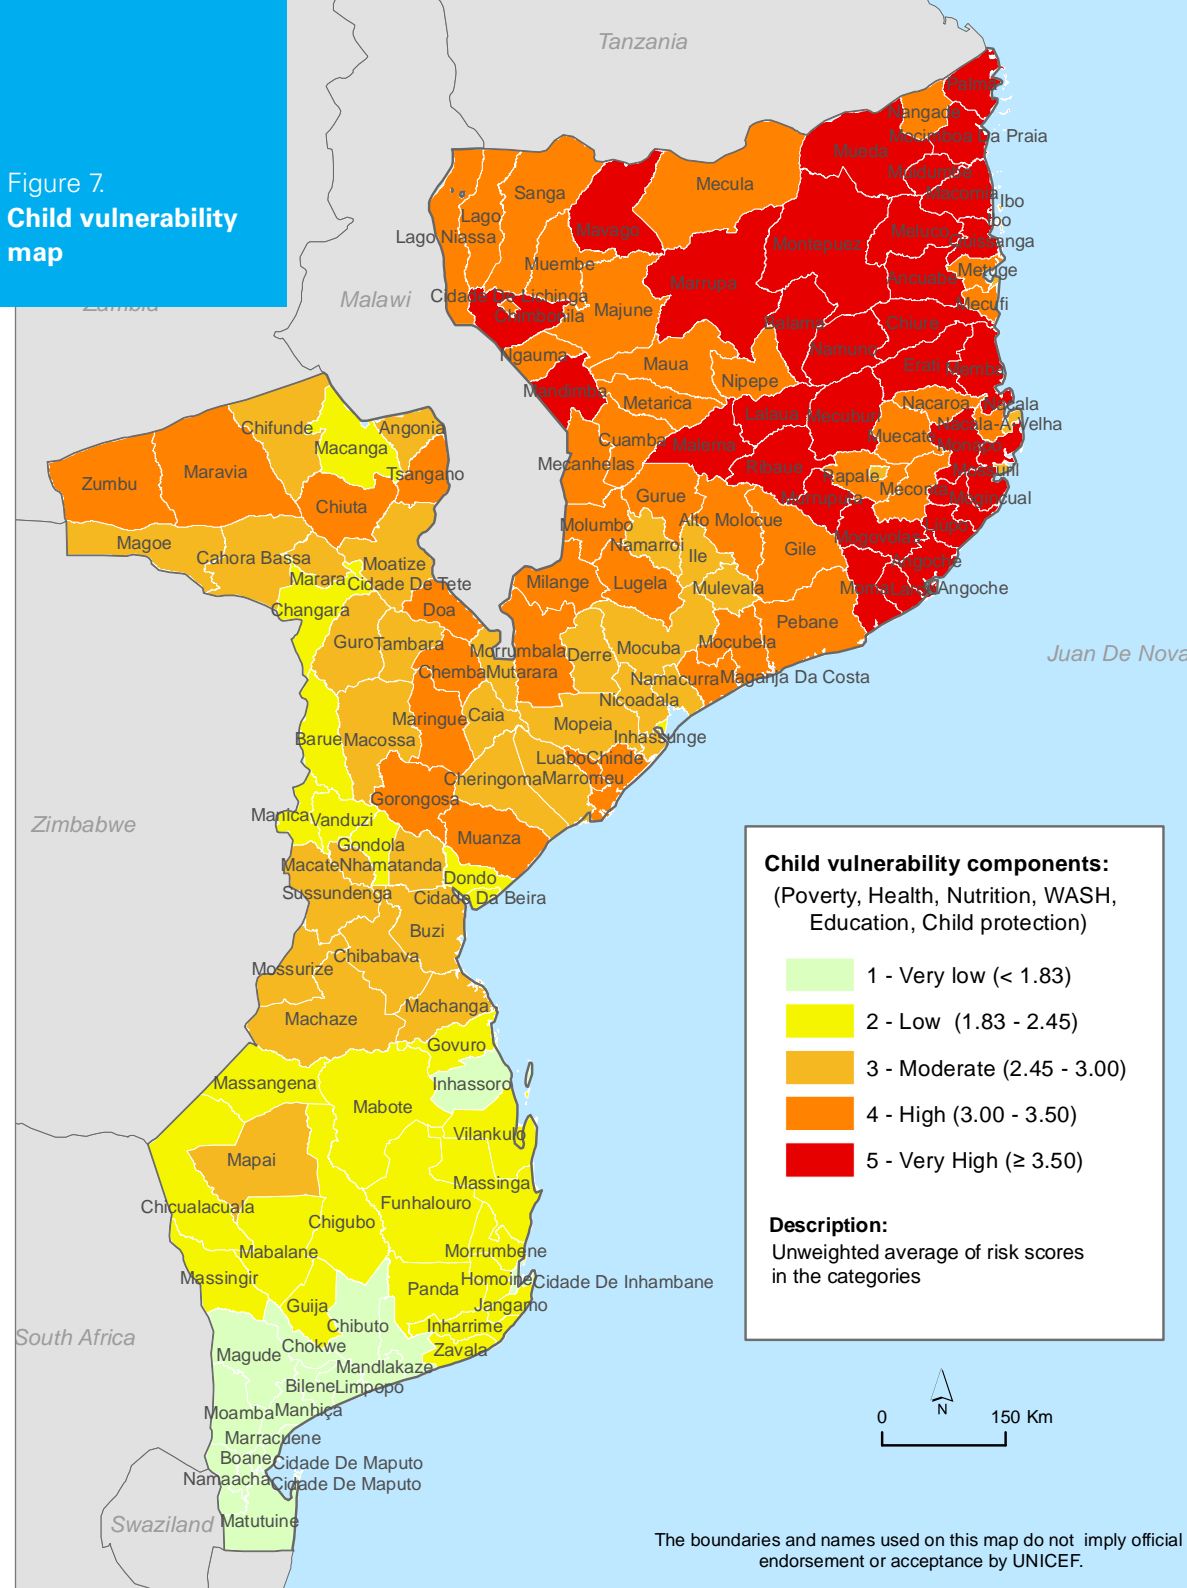 Figure 7.
Child vulnerability
map
Tanzania
Zambia
Malawi
Zimbabwe
South Africa
Swaziland
Juan De Nova
Palma
Nangade
Mocimboa Da Praia
Mueda
Muidumbe
Macomia
Ibo
Ibo
Mecula
Sanga
Lago
Lago Niassa
Mavago
Montepuez
Meluco
Quissanga
Muembe
Metuge
Ancuabe
Marrupa
Cidade De Lichinga
Chimbonila
Majune
Mecufi
Balama
Chiure
Namuno
Ngauma
Maua
Erati
Memba
Nipepe
Mandimba
Metarica
Nacaroa
Nacala
Lalaua
Mecuburi
Nacala-A-Velha
Cuamba
Malema
Muecate
Monapo
Mecanhelas
Ribaue
Rapale
Mossuril
Meconta
Mogincual
Murrupula
Chifunde
Angonia
Macanga
Tsangano
Maravia
Zumbu
Chiuta
Gurue
Molumbo
Alto Molocue
Liupo
Mogovolas
Namarroi
Ile
Gile
Magoe
Cahora Bassa
Moatize
Angoche
Marara
Cidade De Tete
Milange
Lugela
Mulevala
Moma
Larde
Angoche
Changara
Doa
Pebane
Guro
Tambara
Morrumbala
Derre
Mocuba
Mocubela
Chemba
Mutarara
Namacurra
Maganja Da Costa
Nicoadala
Maringue
Caia
Mopeia
Inhassunge
Barue
Macossa
Luabo
Chinde
Cheringoma
Marromeu
Gorongosa
Manica
Vanduzi
Muanza
Gondola
Macate
Nhamatanda
Dondo
Sussundenga
Cidade Da Beira
Buzi
Chibabava
Mossurize
Machanga
Machaze
Govuro
Massangena
Inhassoro
Mabote
Vilankulo
Mapai
Massinga
Funhalouro
Chicualacuala
Chigubo
Mabalane
Morrumbene
Massingir
Homoine
Cidade De Inhambane
Panda
Guija
Jangamo
Chibuto
Inharrime
Chokwe
Zavala
Magude
Mandlakaze
Bilene
Limpopo
Moamba
Manhiça
Marracuene
Boane
Cidade De Maputo
Namaacha
Cidade De Maputo
Matutuine
Child vulnerability components:
(Poverty, Health, Nutrition, WASH,
Education, Child protection)
1 - Very low (< 1.83)
2 - Low (1.83 - 2.45)
3 - Moderate (2.45 - 3.00)
4 - High (3.00 - 3.50)
5 - Very High (≥ 3.50)
Description:
Unweighted average of risk scores
in the categories
N
0 150 Km
The boundaries and names used on this map do not imply official
endorsement or acceptance by UNICEF.